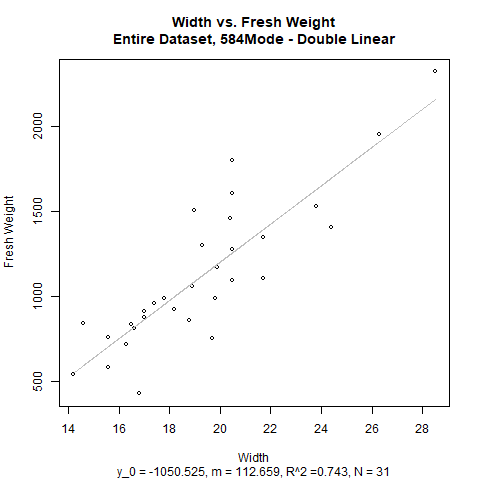 Width vs. Fresh Weight
Entire Dataset, 584Mode - Double Linear
Fresh Weight
2000
1500
1000
500
14 16 18 20 22 24 26 28
Width
y_0 = -1050.525, m = 112.659, R^2 =0.743, N = 31